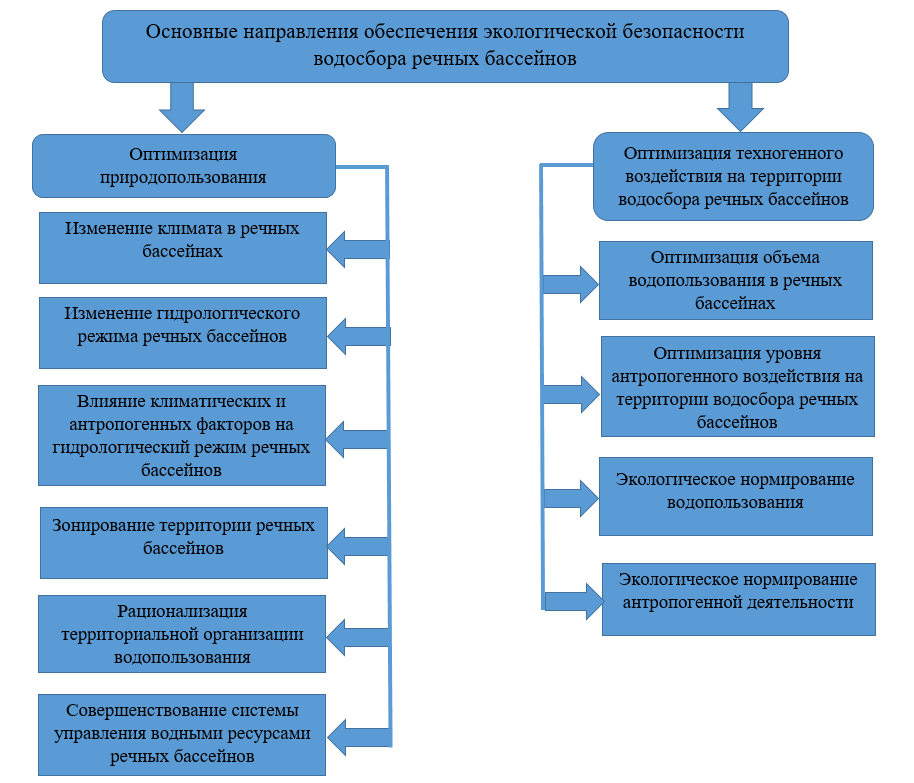 Основные направления обеспечения экологической безопасности
водосбора речных бассейнов
Оптимизация
природопользования
Изменение климата в речных
бассейнах
Изменение гидрологического
режима речных бассейнов
Влияние климатических и
антропогенных факторов на
гидрологический режим речных
бассейнов
Зонирование территории речных
бассейнов
Рационализация
территориальной организации
водопользования
Совершенствование системы
управления водными ресурсами
речных бассейнов
Оптимизация техногенного
воздействия на территории
водосбора речных бассейнов
Оптимизация объема
водопользования в речных
бассейнах
Оптимизация уровня
антропогенного воздействия на
территории водосбора речных
бассейнов
Экологическое нормирование
водопользования
Экологическое нормирование
антропогенной деятельности